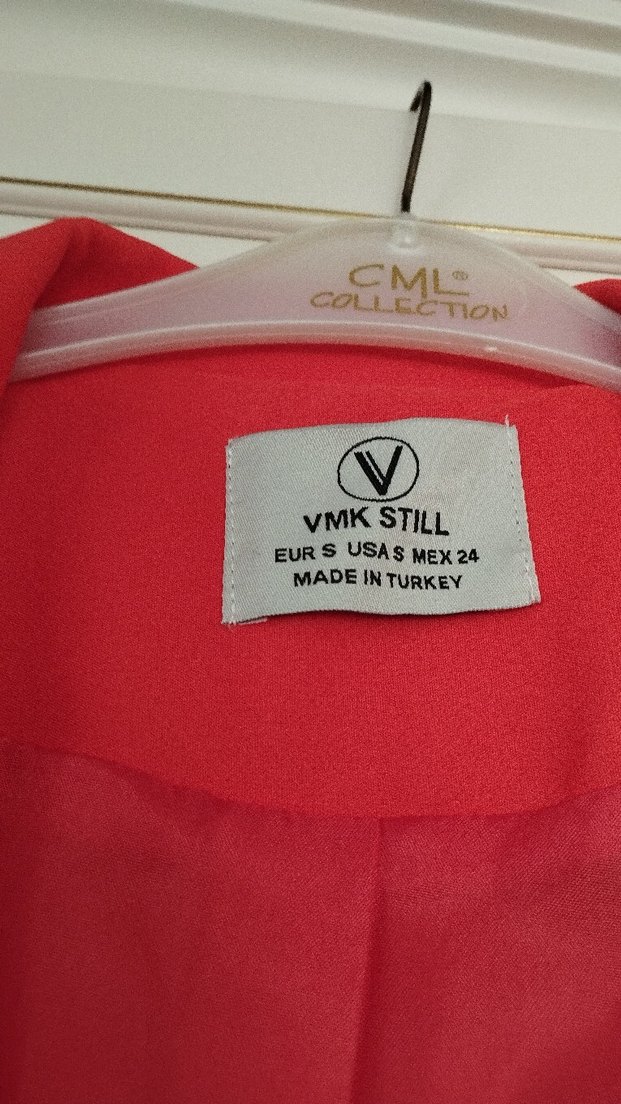 CML®
COLLECTION
V
VMK STILL
EUR S USA S MEX 24
MADE IN TURKEY